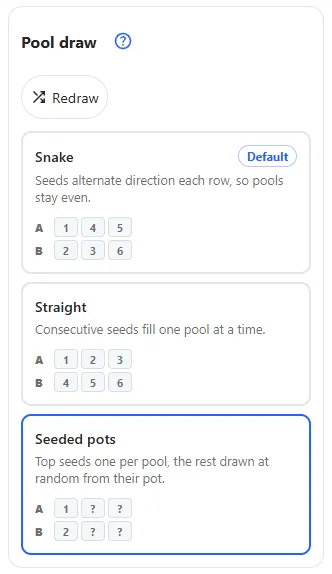 Pool draw ?
Redraw
Snake Default
Seeds alternate direction each row, so pools
stay even.
A 1 4 5
B 2 3 6
Straight
Consecutive seeds fill one pool at a time.
A 1 2 3
B 4 5 6
Seeded pots
Top seeds one per pool, the rest drawn at
random from their pot.
A 1 ? ?
B 2 ? ?